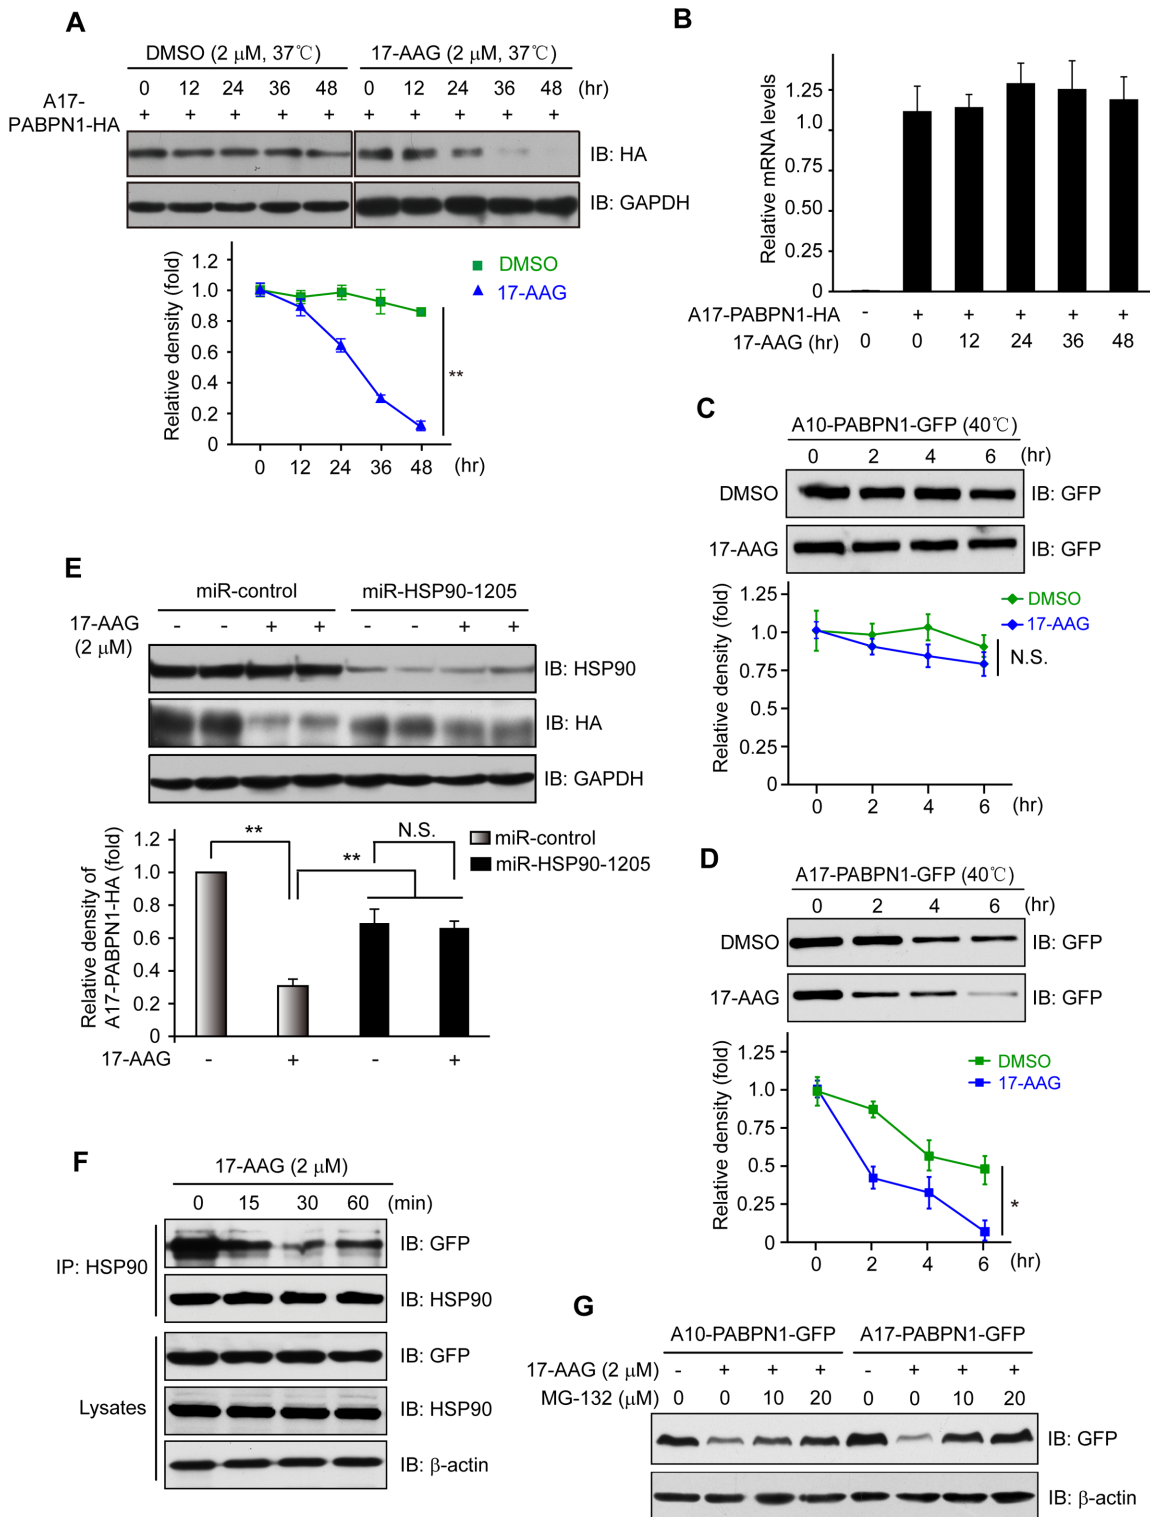 A
DMSO (2 μM, 37℃) 17-AAG (2 μM, 37℃)
0 12 24 36 48 0 12 24 36 48 (hr)
A17-
PABPN1-HA
+ + + + + + + + + +
IB: HA
IB: GAPDH
Relative density (fold)
1.2
1.0
0.8
0.6
0.4
0.2
0
DMSO
17-AAG
**
0 12 24 36 48 (hr)
B
Relative mRNA levels
1.25
1.0
0.50
0.25
0
A17-PABPN1-HA - + + + + +
17-AAG (hr) 0 0 12 24 36 48
C
A10-PABPN1-GFP (40℃)
0 2 4 6 (hr)
DMSO IB: GFP
17-AAG IB: GFP
Relative density (fold)
1.25
1.0
0.75
0.5
0.25
0
DMSO
17-AAG
N.S.
0 2 4 6 (hr)
D
A17-PABPN1-GFP (40℃)
0 2 4 6 (hr)
DMSO IB: GFP
17-AAG IB: GFP
Relative density (fold)
1.25
1.0
0.75
0.5
0.25
0
DMSO
17-AAG
*
0 2 4 6 (hr)
E
miR-control miR-HSP90-1205
17-AAG - - + + - - + +
(2 μM)
IB: HSP90
IB: HA
IB: GAPDH
Relative density of
A17-PABPN1-HA (fold)
1.2
1.0
0.8
0.6
0.4
0.2
0
** ** N.S.
miR-control
miR-HSP90-1205
17-AAG - + - +
F
17-AAG (2 μM)
0 15 30 60 (min)
IP: HSP90
IB: GFP
IB: HSP90
Lysates
IB: GFP
IB: HSP90
IB: β-actin
G
A10-PABPN1-GFP A17-PABPN1-GFP
17-AAG (2 μM) - + + + - + + +
MG-132 (μM) 0 0 10 20 0 0 10 20
IB: GFP
IB: β-actin